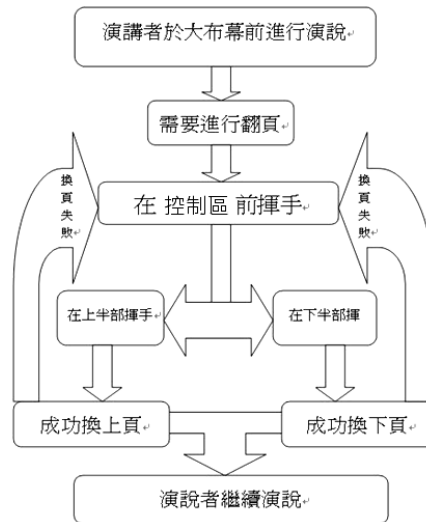 演講者於大布幕前進行演說
需要進行翻頁
換頁失敗
換頁失敗
在 控制區 前揮手
在上半部揮手
在下半部揮
成功換上頁
成功換下頁
演說者繼續演說